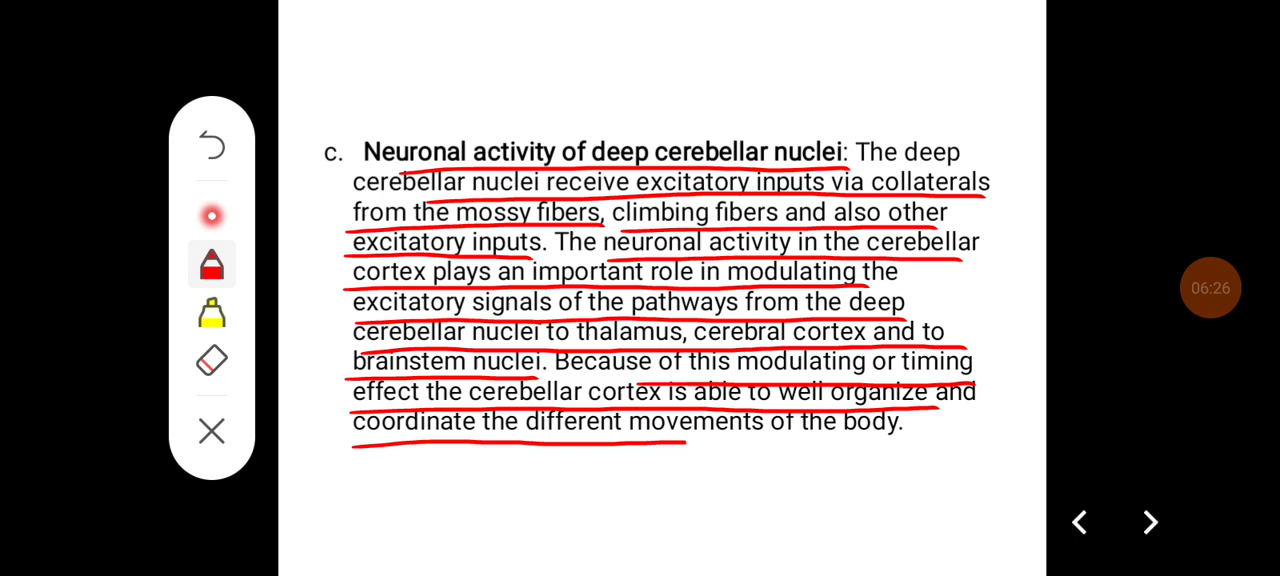 c. Neuronal activity of deep cerebellar nuclei: The deep
cerebellar nuclei receive excitatory inputs via collaterals
from the mossy fibers, climbing fibers and also other
excitatory inputs. The neuronal activity in the cerebellar
cortex plays an important role in modulating the
excitatory signals of the pathways from the deep
cerebellar nuclei to thalamus, cerebral cortex and to
brainstem nuclei. Because of this modulating or timing
effect the cerebellar cortex is able to well organize and
coordinate the different movements of the body.
06:26